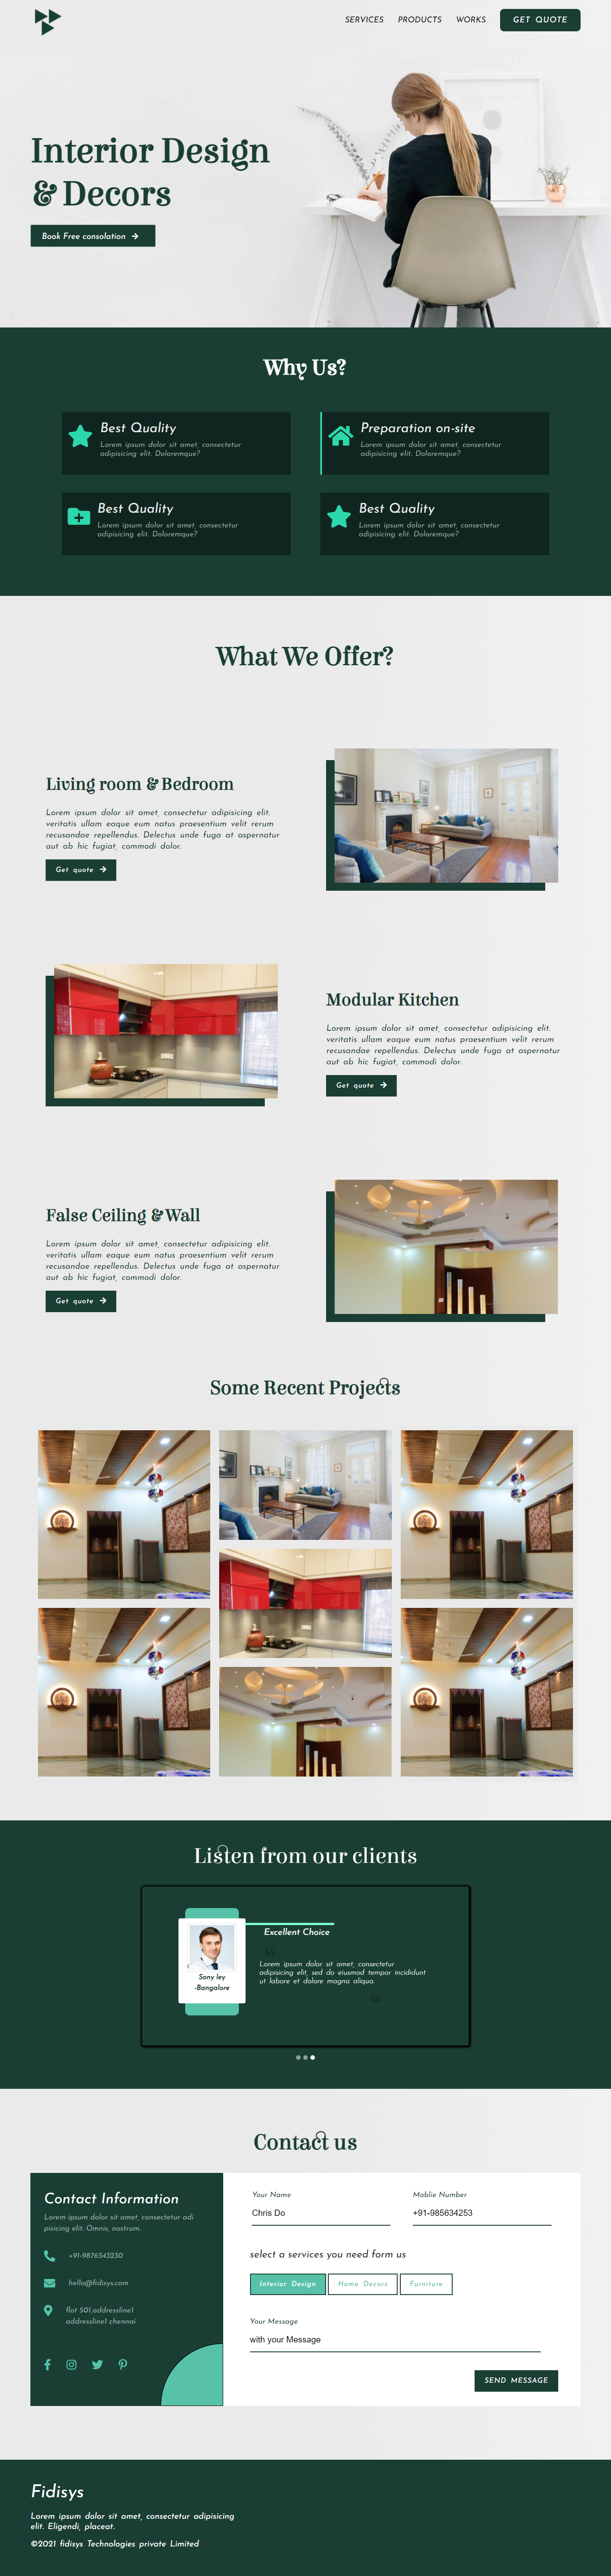 SERVICES PRODUCTS WORKS GET QUOTE
Interior Design
& Decors
Book Free consolation
Why Us?
Best Quality
Lorem ipsum dolor sit amet, consectetur
adipisicing elit. Doloremque?
Preparation on-site
Lorem ipsum dolor sit amet, consectetur
adipisicing elit. Doloremque?
Best Quality
Lorem ipsum dolor sit amet, consectetur
adipisicing elit. Doloremque?
Best Quality
Lorem ipsum dolor sit amet, consectetur
adipisicing elit. Doloremque?
What We Offer?
Living room & Bedroom
Lorem ipsum dolor sit amet, consectetur adipisicing elit.
veritatis ullam eaque eum natus praesentium velit rerum
recusandae repellendus. Delectus unde fuga at aspernatur
aut ab hic fugiat, commodi dolor.
Get quote
Modular Kitchen
Lorem ipsum dolor sit amet, consectetur adipisicing elit.
veritatis ullam eaque eum natus praesentium velit rerum
recusandae repellendus. Delectus unde fuga at aspernatur
aut ab hic fugiat, commodi dolor.
Get quote
False Ceiling & Wall
Lorem ipsum dolor sit amet, consectetur adipisicing elit.
veritatis ullam eaque eum natus praesentium velit rerum
recusandae repellendus. Delectus unde fuga at aspernatur
aut ab hic fugiat, commodi dolor.
Get quote
Some Recent Projects
Listen from our clients
Sony ley
-Bangalore
Excellent Choice
Lorem ipsum dolor sit amet, consectetur
adipisicing elit, sed do eiusmod tempor incididunt
ut labore et dolore magna aliqua.
Contact us
Contact Information
Lorem ipsum dolor sit amet, consectetur adi
pisicing elit. Omnis, nostrum.
+91-9876543230
hello@fidisys.com
flot 501,addressline1
addressline1 chennai
Your Name
Chris Do
Moblie Number
+91-985634253
select a services you need form us
Interior Design Home Decors Furniture
Your Message
with your Message
SEND MESSAGE
Fidisys
Lorem ipsum dolor sit amet, consectetur adipisicing
elit. Eligendi, placeat.
©2021 fidisys Technologies private Limited